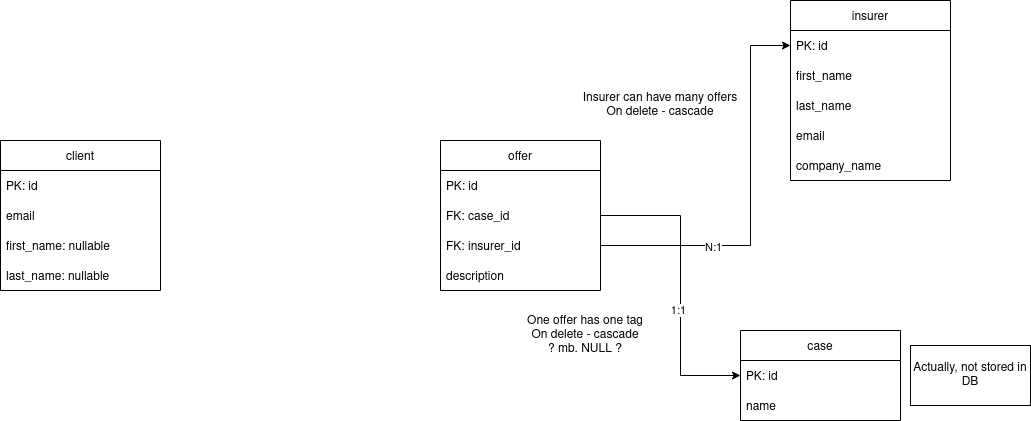 insurer
PK: id
first_name
last_name
email
company_name
Insurer can have many offers
On delete - cascade
client
PK: id
email
first_name: nullable
last_name: nullable
offer
PK: id
FK: case_id
FK: insurer_id
description
N:1
1:1
One offer has one tag
On delete - cascade
? mb. NULL ?
case
PK: id
name
Actually, not stored in
DB